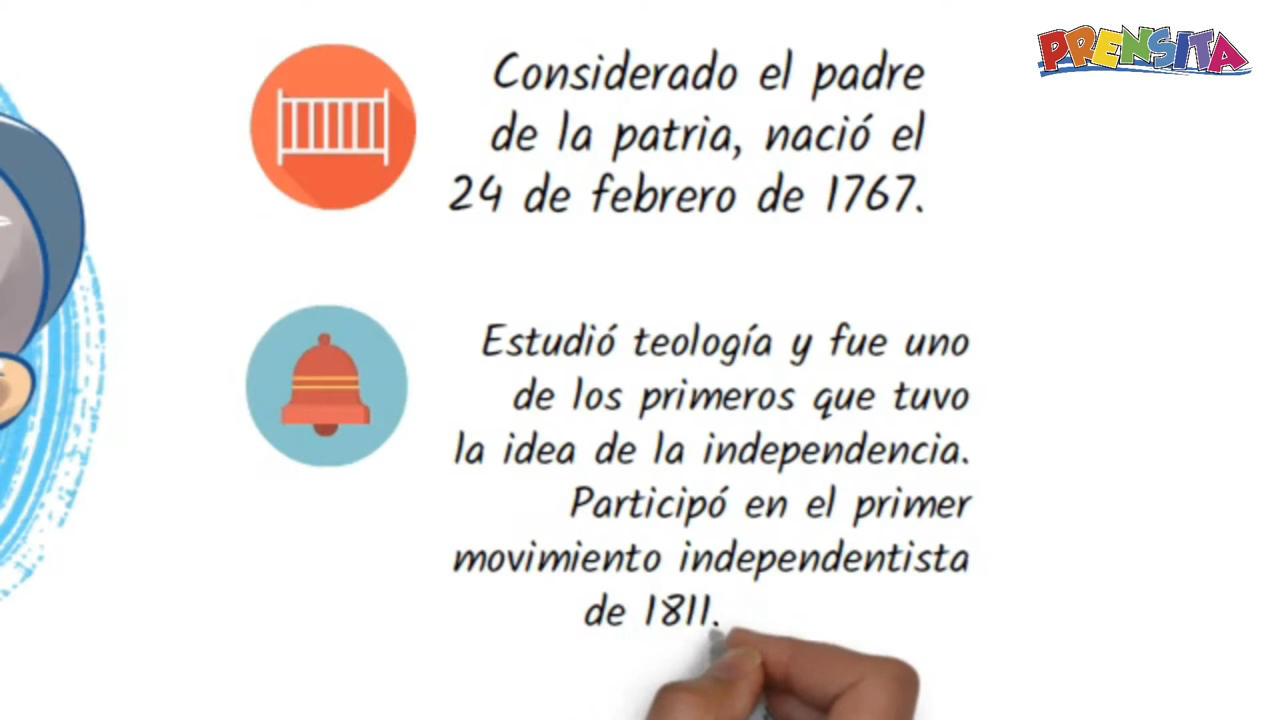 PRENSITA
Considerado el padre
de la patria, nació el
24 de febrero de 1767.
Estudió teología y fue uno
de los primeros que tuvo
la idea de la independencia.
Participó en el primer
movimiento independentista
de 1811.